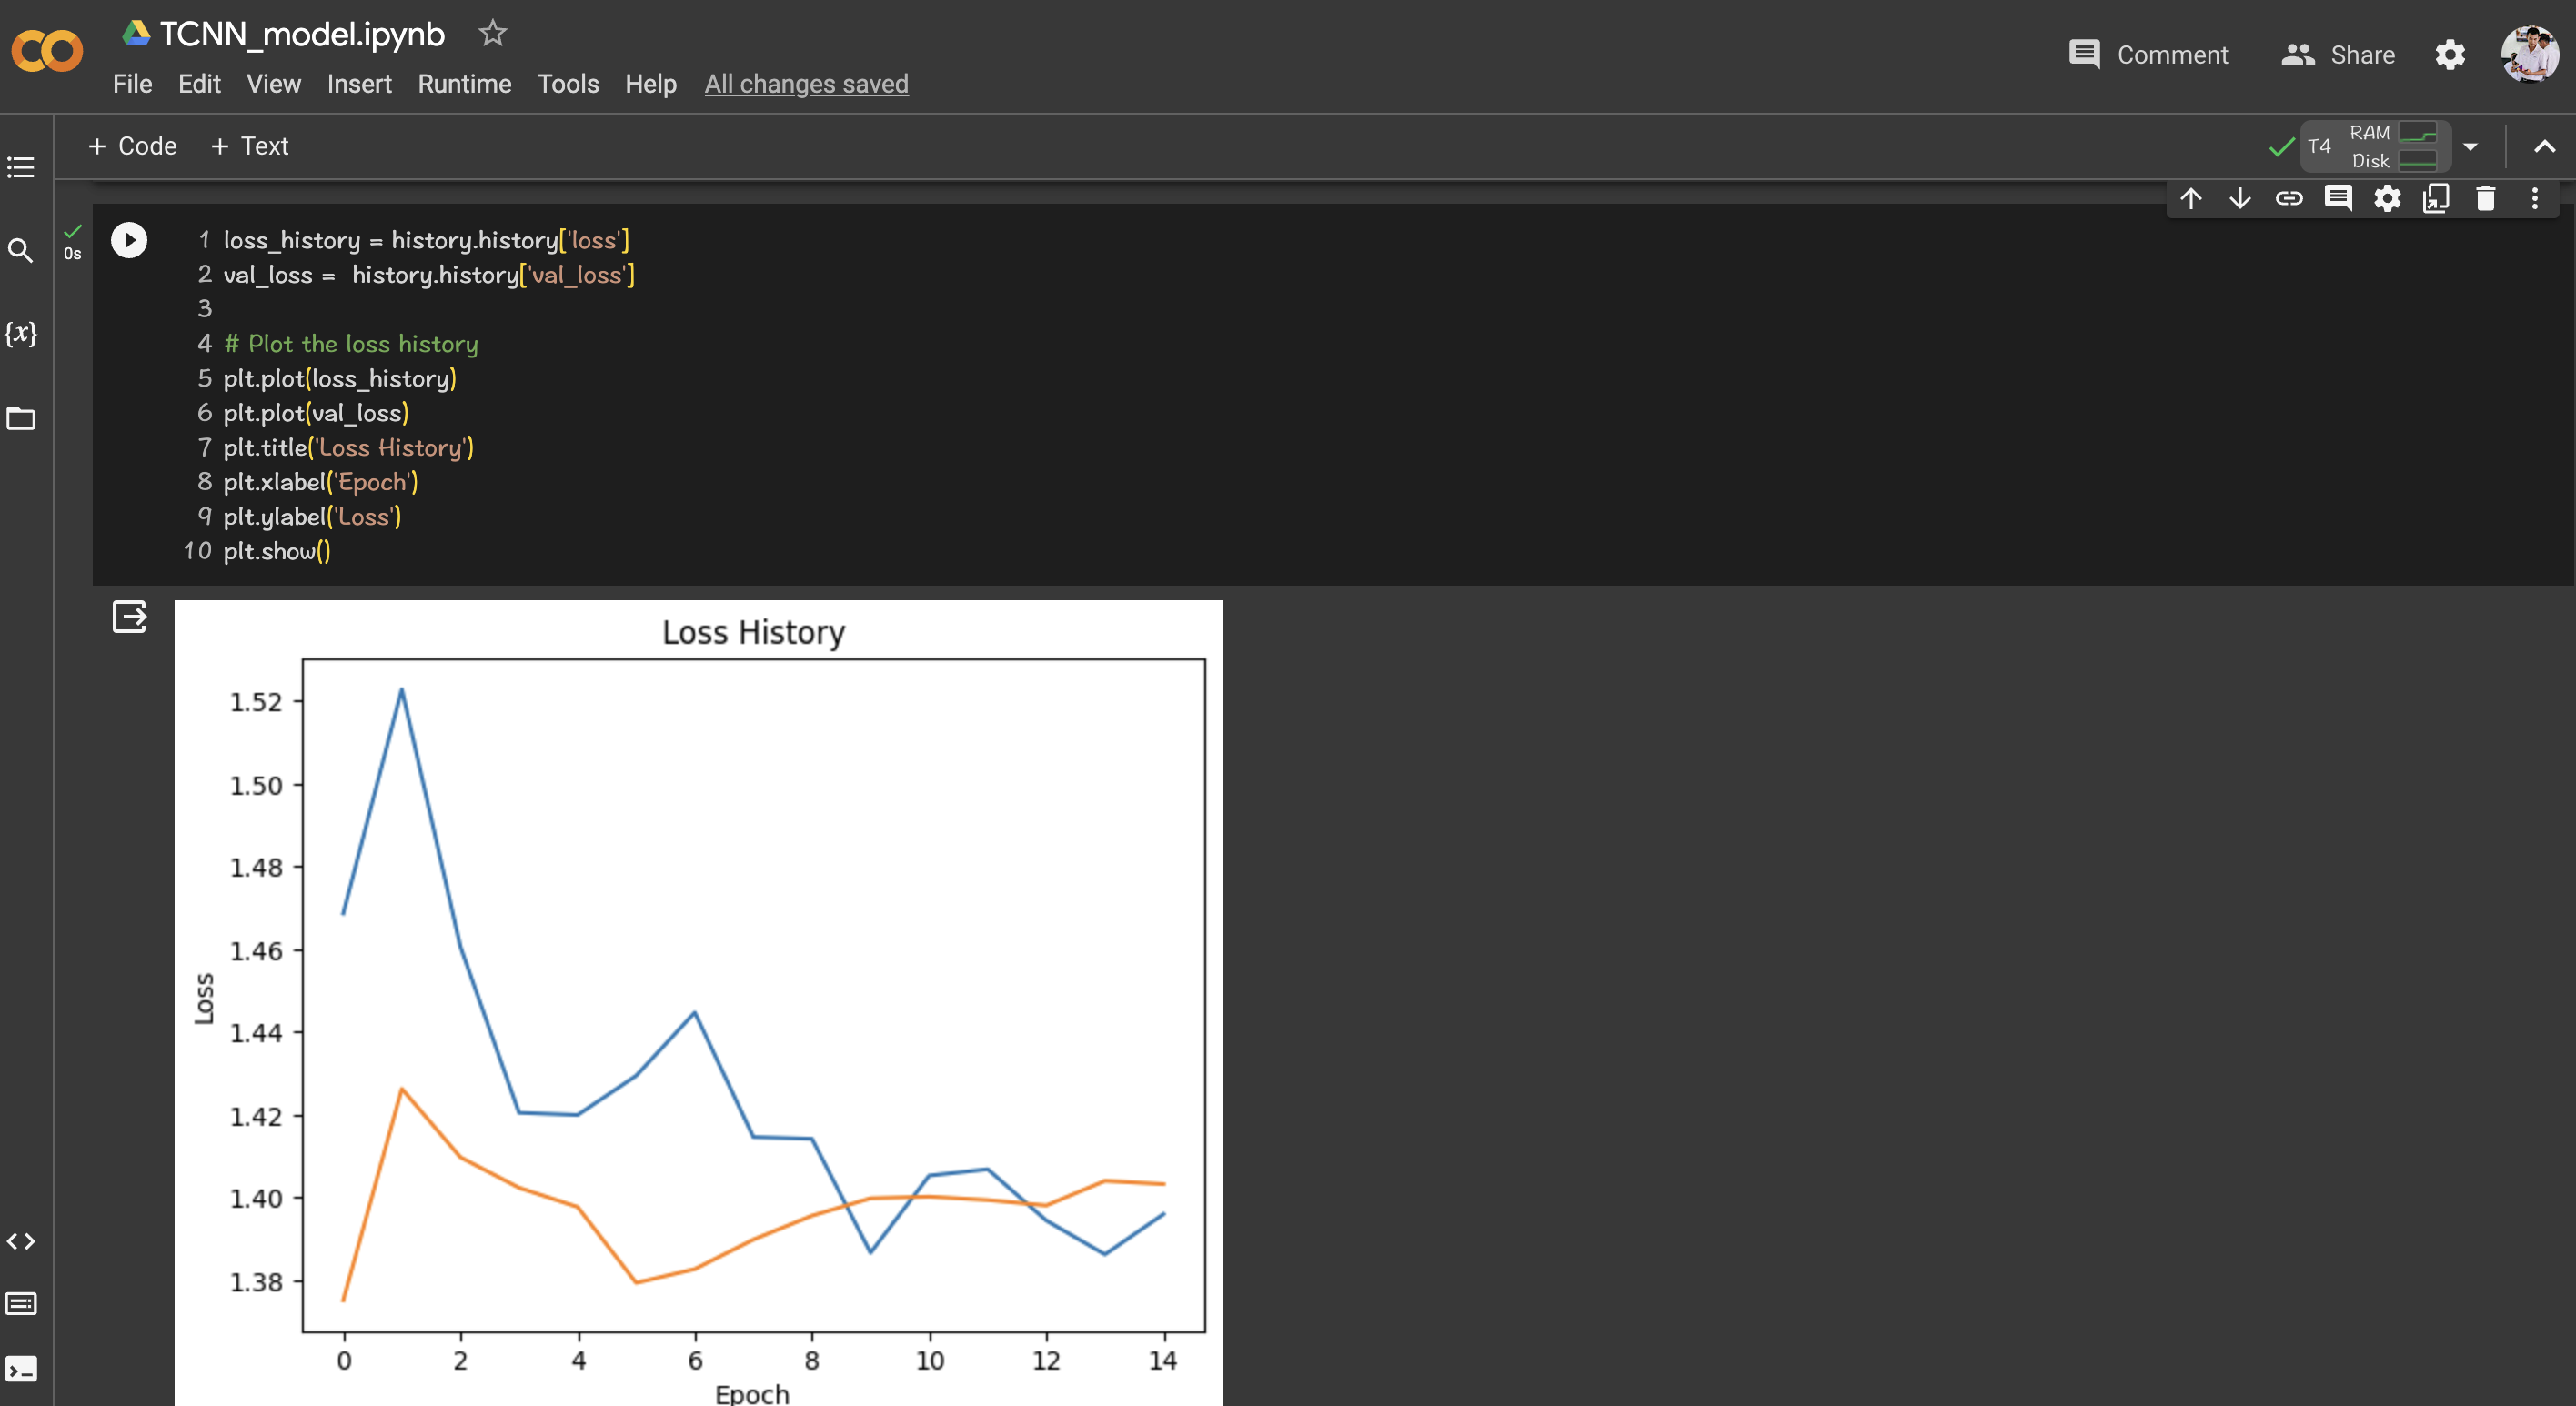 TCNN_model.ipynb
File Edit View Insert Runtime Tools Help All changes saved
Comment Share
+ Code + Text
T4 RAM
Disk
0s
1 loss_history = history.history['loss']
2 val_loss =  history.history['val_loss']
3
4 # Plot the loss history
5 plt.plot(loss_history)
6 plt.plot(val_loss)
7 plt.title('Loss History')
8 plt.xlabel('Epoch')
9 plt.ylabel('Loss')
10 plt.show()
{x}
Loss History
1.52
1.50
1.48
1.46
1.44
1.42
1.40
1.38
Loss
0 2 4 6 8 10 12 14
Epoch